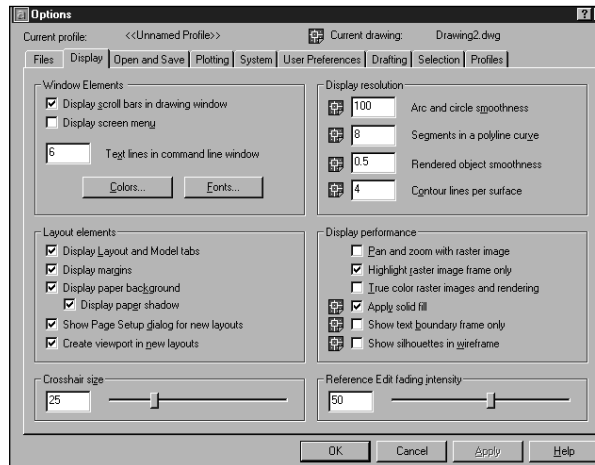 Options
Current profile: <<Unnamed Profile>> Current drawing: Drawing2.dwg
Files Display Open and Save Plotting System User Preferences Drafting Selection Profiles
Window Elements
Display scroll bars in drawing window
Display screen menu
6 Text lines in command line window
Colors... Fonts...
Display resolution
100 Arc and circle smoothness
8 Segments in a polyline curve
0.5 Rendered object smoothness
4 Contour lines per surface
Layout elements
Display Layout and Model tabs
Display margins
Display paper background
Display paper shadow
Show Page Setup dialog for new layouts
Create viewport in new layouts
Display performance
Pan and zoom with raster image
Highlight raster image frame only
True color raster images and rendering
Apply solid fill
Show text boundary frame only
Show silhouettes in wireframe
Crosshair size
25
Reference Edit fading intensity
50
OK Cancel Apply Help